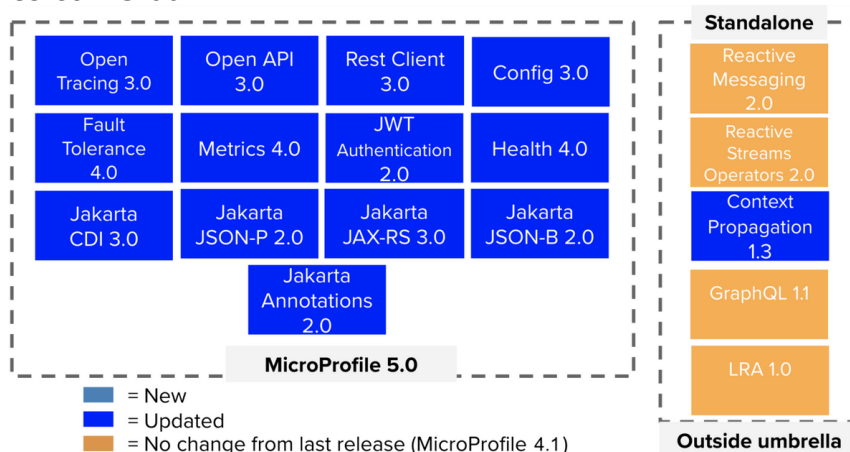 Open
Tracing 3.0
Open API
3.0
Rest Client
3.0
Config 3.0
Fault
Tolerance
4.0
Metrics 4.0
JWT
Authentication
2.0
Health 4.0
Jakarta
CDI 3.0
Jakarta
JSON-P 2.0
Jakarta
JAX-RS 3.0
Jakarta
JSON-B 2.0
Jakarta
Annotations
2.0
MicroProfile 5.0
= New
= Updated
= No change from last release (MicroProfile 4.1)
Standalone
Reactive
Messaging
2.0
Reactive
Streams
Operators 2.0
Context
Propagation
1.3
GraphQL 1.1
LRA 1.0
Outside umbrella